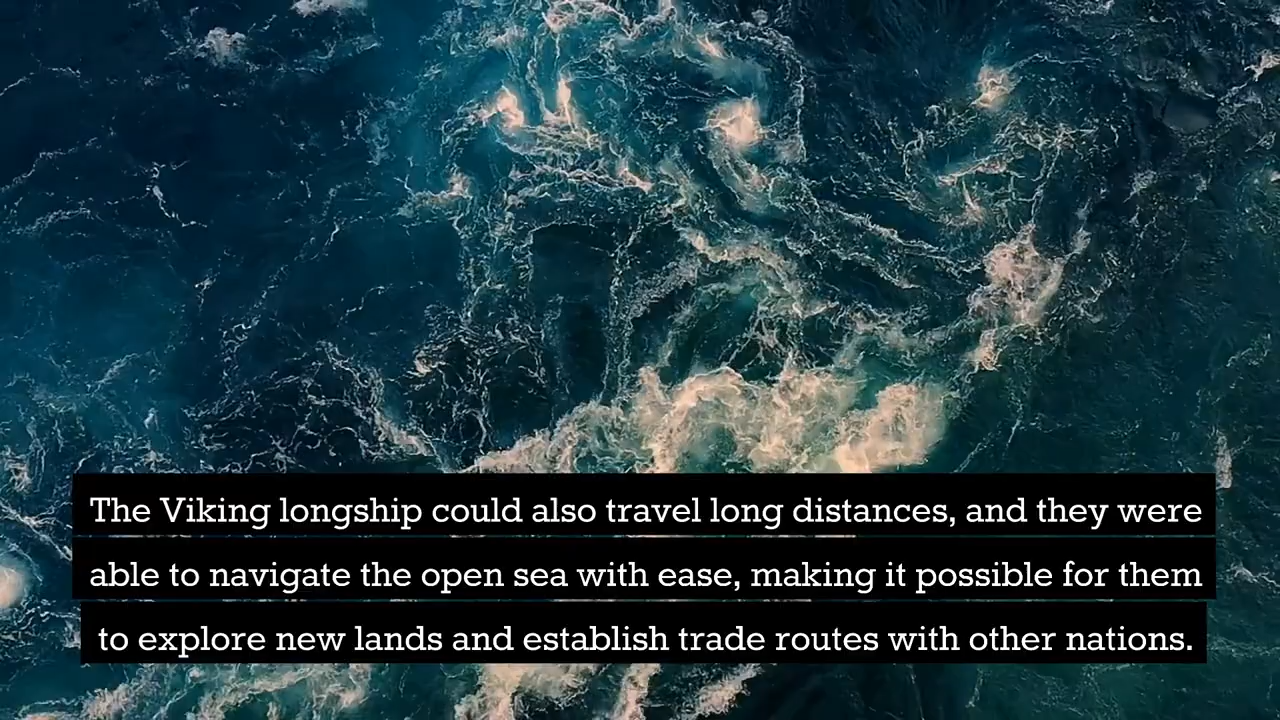 The Viking longship could also travel long distances, and they were
able to navigate the open sea with ease, making it possible for them
to explore new lands and establish trade routes with other nations.